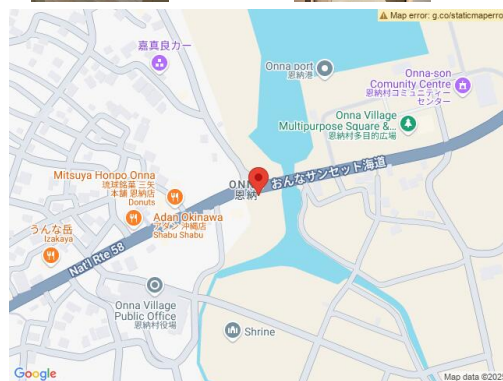 Map error: g.co/staticmaperro
嘉真良カー
Onna port
恩納港
Onna-son
Comunity Centre
恩納村コミュニティー
センター
Onna Village
Multipurpose Square &...
恩納村多目的広場
Mitsuya Honpo Onna
琉球銘菓 三矢
本舗 恩納店
Donuts
おんなサンセット海道
恩納
Adan Okinawa
アダン 沖縄店
Shabu Shabu
うんな岳
Izakaya
Nat'l Rte 58
Onna Village
Public Office
恩納村役場
Shrine
Google
Map data ©202